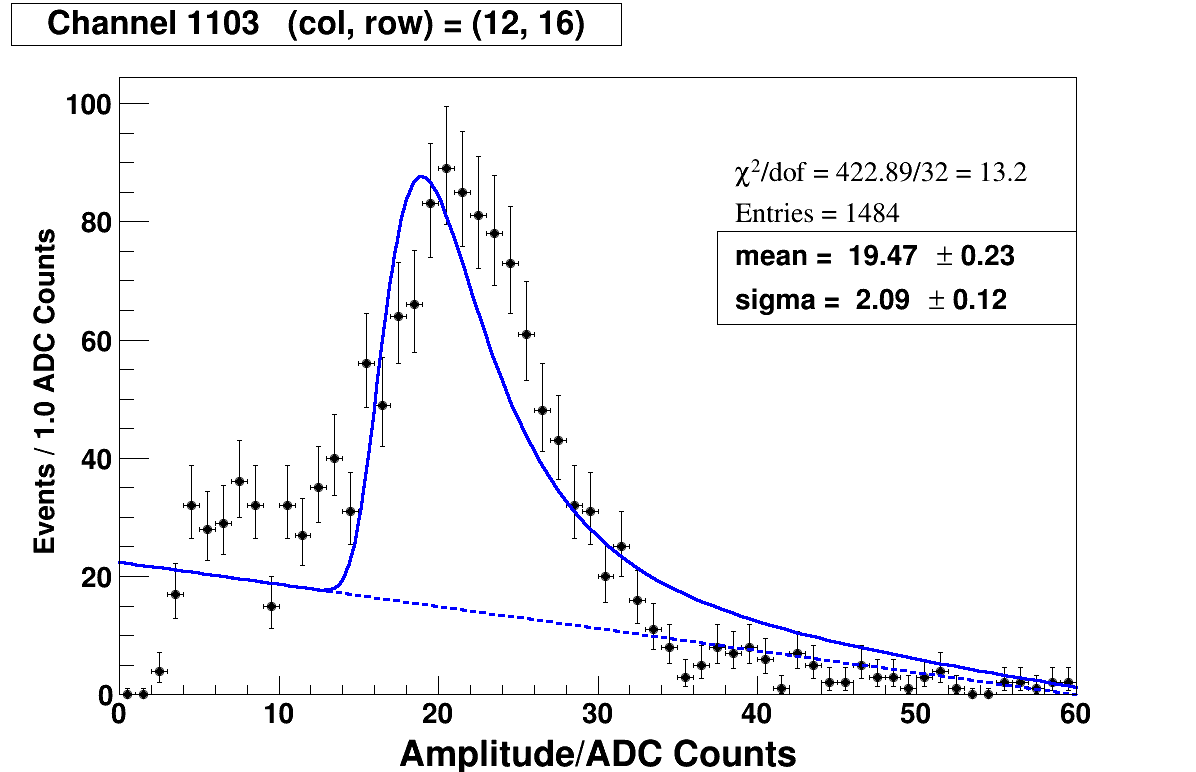 Channel 1103 (col, row) = (12, 16)
100
80
60
40
20
0
Events / 1.0 ADC Counts
χ²/dof = 422.89/32 = 13.2
Entries = 1484
mean = 19.47 ± 0.23
sigma = 2.09 ± 0.12
0 10 20 30 40 50 60
Amplitude/ADC Counts